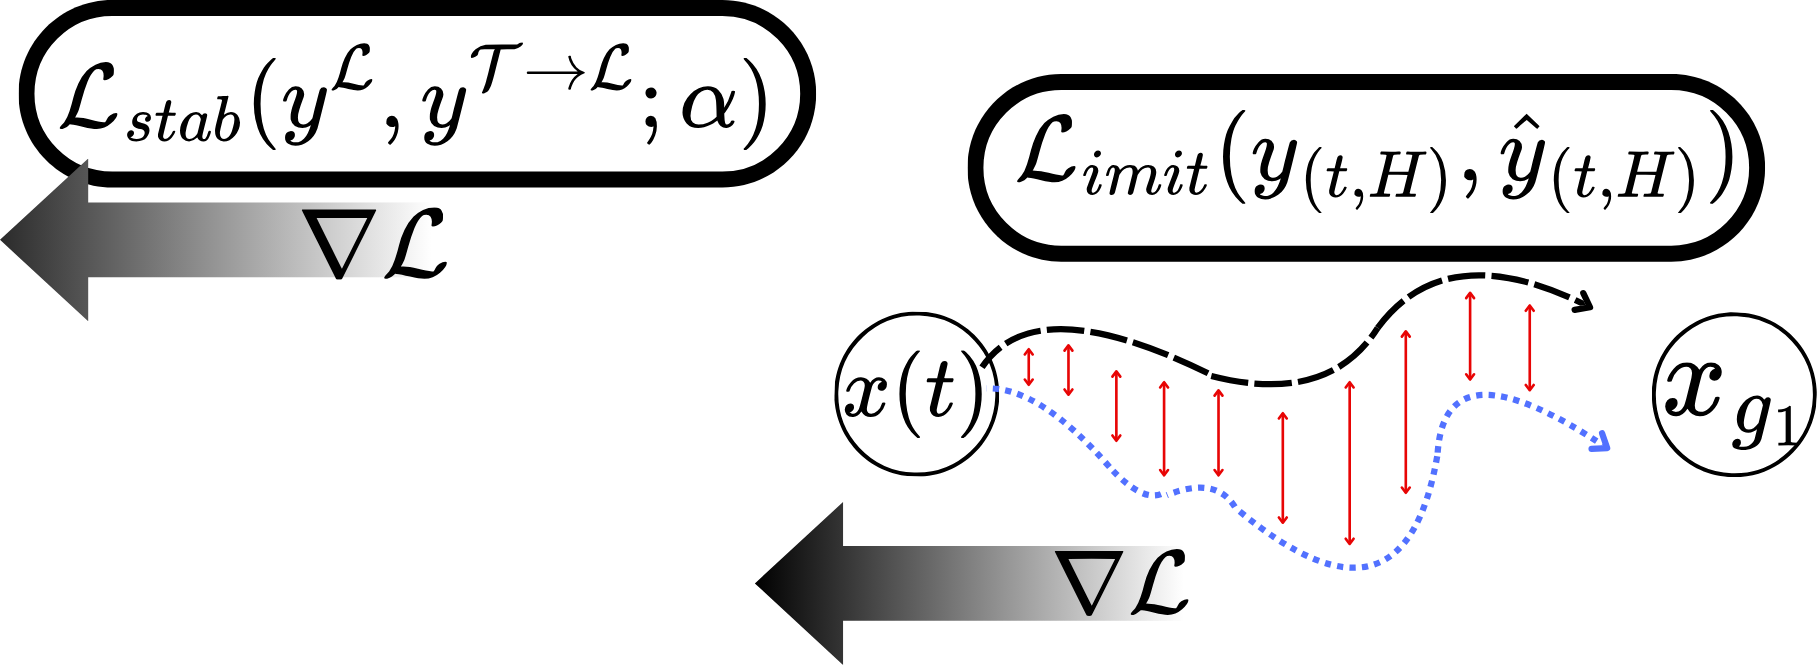 ℒ_{stab}(y^{ℒ}, y^{𝒯→ℒ}; α)
∇ℒ
ℒ_{imit}(y_{(t,H)}, ŷ_{(t,H)})
x(t)
x_{g_1}
∇ℒ